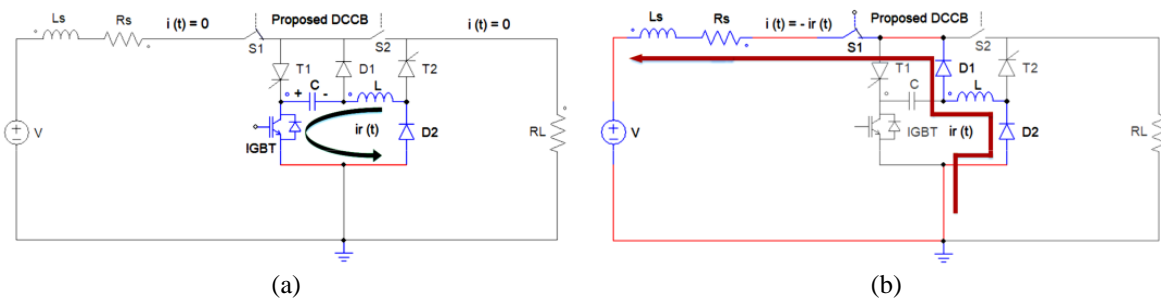 Ls
Rs
i (t) = 0
Proposed DCCB
i (t) = 0
S1
S2
T1
D1
T2
+ C -
L
V
IGBT
ir (t)
D2
RL
(a)
Ls
Rs
i (t) = - ir (t)
Proposed DCCB
S1
S2
T1
D1
T2
C
L
V
IGBT
ir (t)
D2
RL
(b)